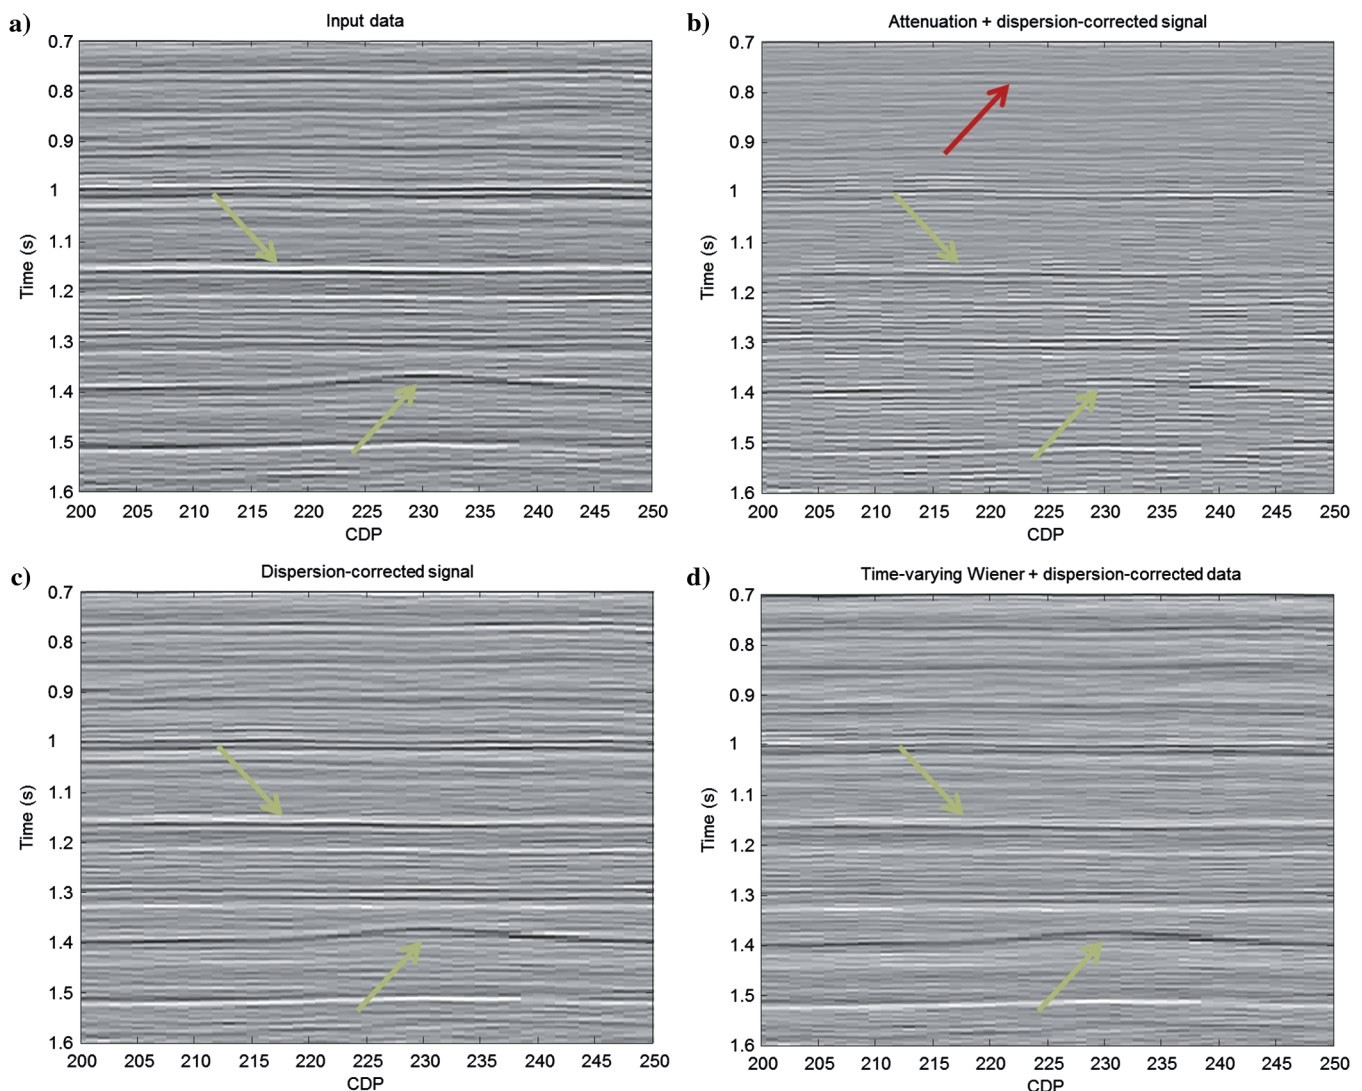 a)
Input data
Time (s)
0.7
0.8
0.9
1
1.1
1.2
1.3
1.4
1.5
1.6
200 205 210 215 220 225 230 235 240 245 250
CDP
b)
Attenuation + dispersion-corrected signal
Time (s)
0.7
0.8
0.9
1
1.1
1.2
1.3
1.4
1.5
1.6
200 205 210 215 220 225 230 235 240 245 250
CDP
c)
Dispersion-corrected signal
Time (s)
0.7
0.8
0.9
1
1.1
1.2
1.3
1.4
1.5
1.6
200 205 210 215 220 225 230 235 240 245 250
CDP
d)
Time-varying Wiener + dispersion-corrected data
Time (s)
0.7
0.8
0.9
1
1.1
1.2
1.3
1.4
1.5
1.6
200 205 210 215 220 225 230 235 240 245 250
CDP